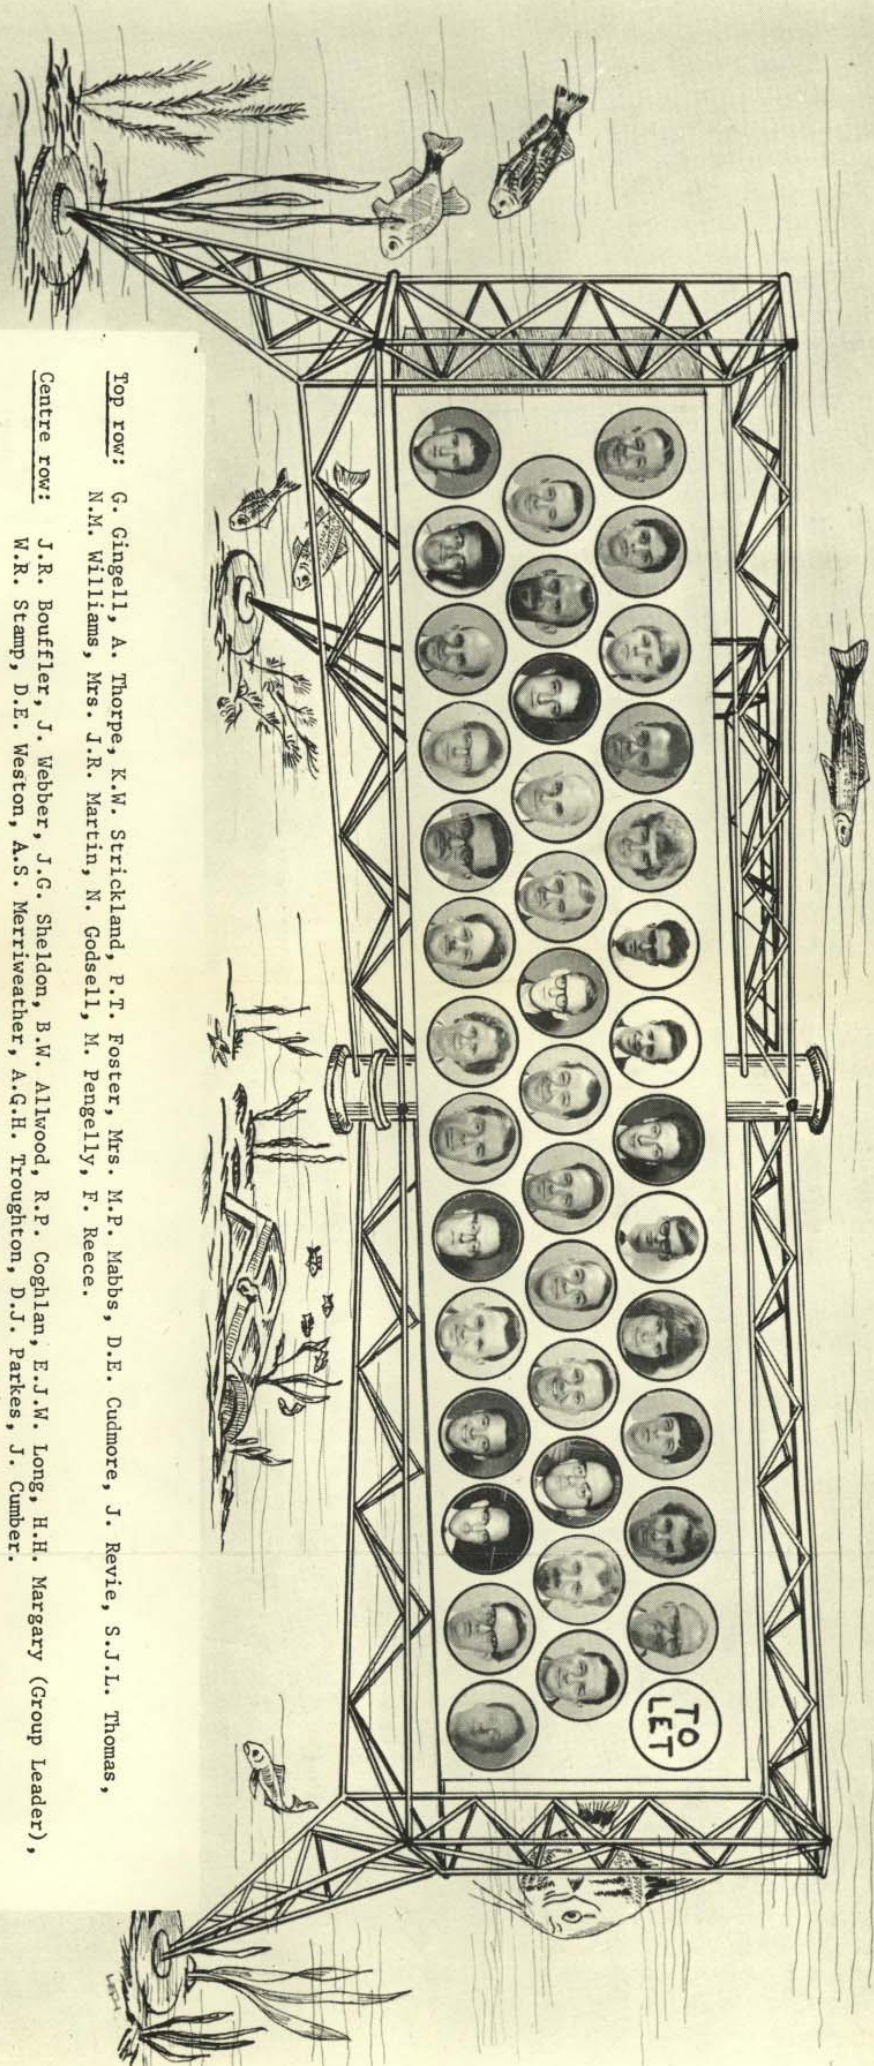 TO
LET
Top row: G. Gingell, A. Thorpe, K.W. Strickland, P.T. Foster, Mrs. M.P. Mabbs, D.E. Cudmore, J. Revie, S.J.L. Thomas,
N.M. Williams, Mrs. J.R. Martin, N. Godsell, M. Pengelly, F. Reece.
Centre row: J.R. Bouffler, J. Webber, J.G. Sheldon, B.W. Allwood, R.P. Coghlan, E.J.W. Long, H.H. Margary (Group Leader),
W.R. Stamp, D.E. Weston, A.S. Merriweather, A.G.H. Troughton, D.J. Parkes, J. Cumber.